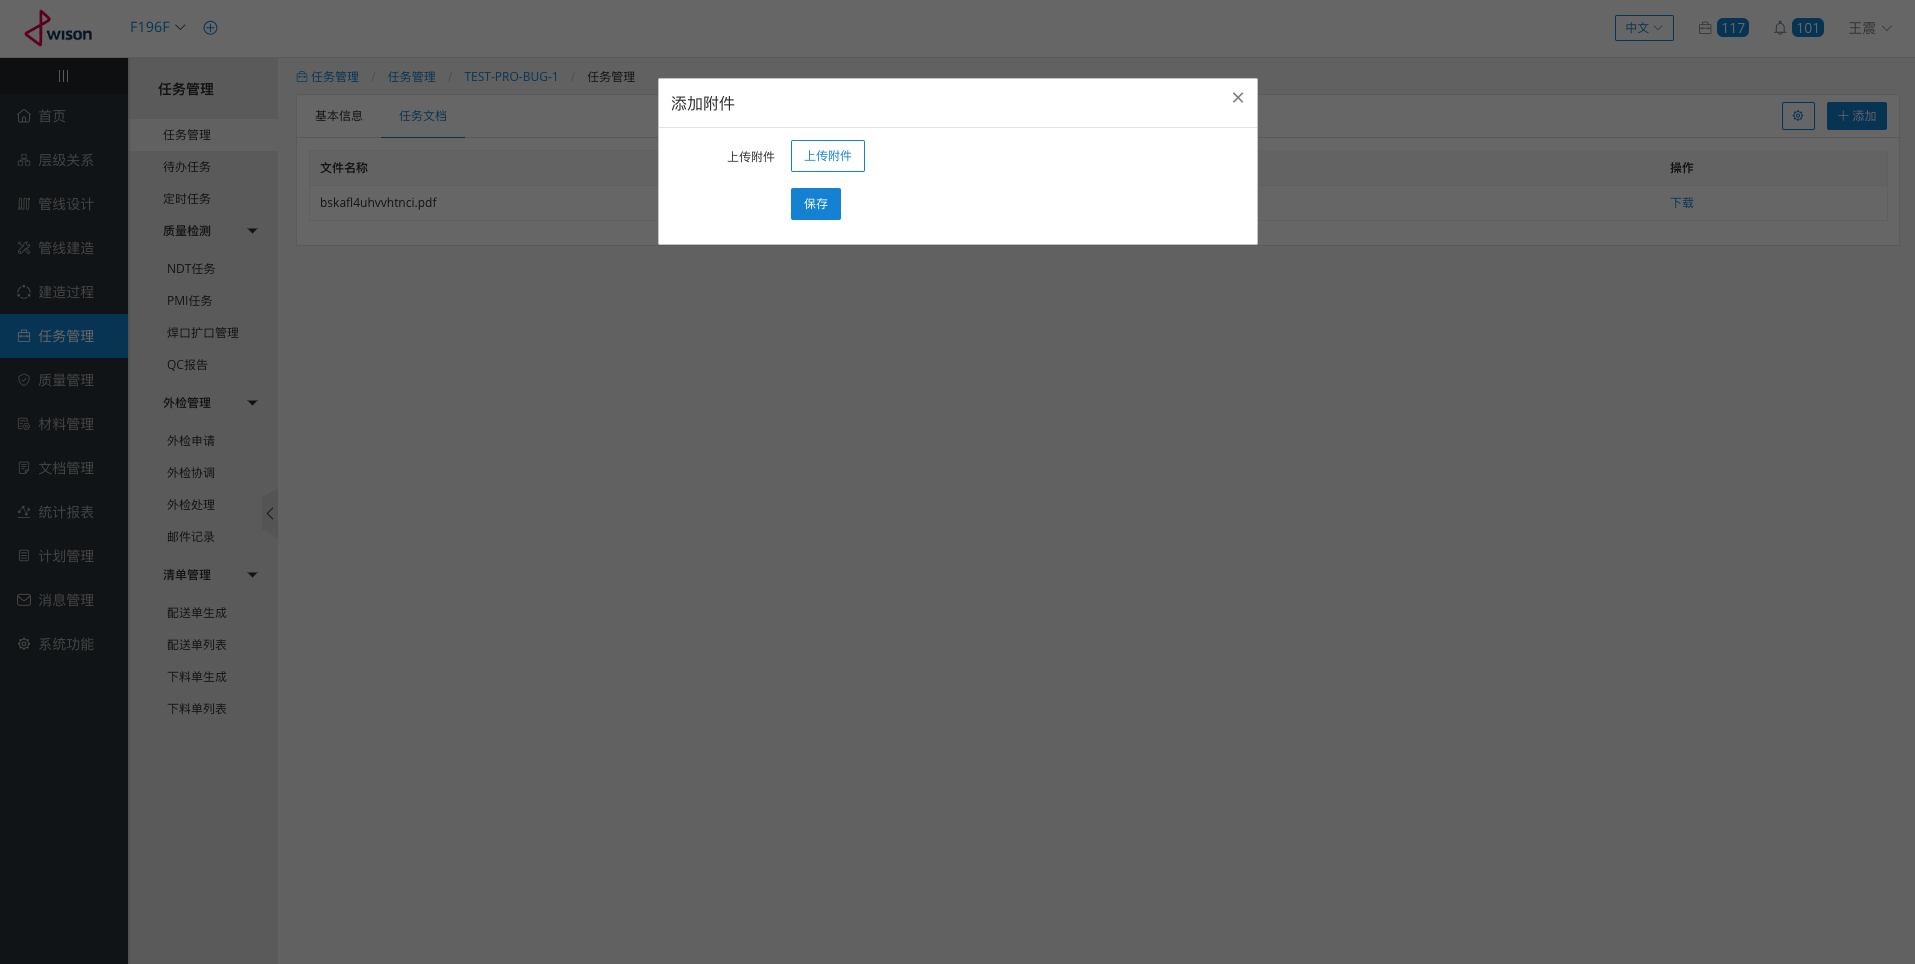 wison
F196F
中文
117
101
王震
首页
层级关系
管线设计
管线建造
建造过程
任务管理
质量管理
材料管理
文档管理
统计报表
计划管理
消息管理
系统功能
任务管理
任务管理
待办任务
定时任务
质量检测
NDT任务
PMI任务
焊口扩口管理
QC报告
外检管理
外检申请
外检协调
外检处理
邮件记录
清单管理
配送单生成
配送单列表
下料单生成
下料单列表
任务管理 / 任务管理 / TEST-PRO-BUG-1 / 任务管理
基本信息
任务文档
添加
文件名称
操作
bskafl4uhvvhtnci.pdf
下载
添加附件
上传附件
上传附件
保存